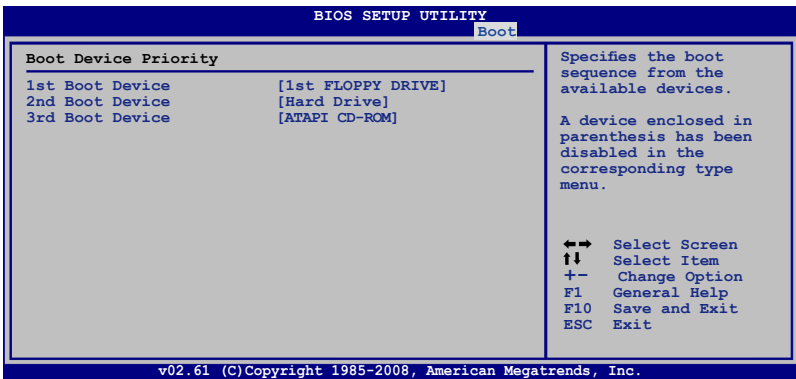 BIOS SETUP UTILITY
Boot
Boot Device Priority
1st Boot Device [1st FLOPPY DRIVE]
2nd Boot Device [Hard Drive]
3rd Boot Device [ATAPI CD-ROM]
Specifies the boot
sequence from the
available devices.
A device enclosed in
parenthesis has been
disabled in the
corresponding type
menu.
←→ Select Screen
↑↓ Select Item
+- Change Option
F1 General Help
F10 Save and Exit
ESC Exit
v02.61 (C)Copyright 1985-2008, American Megatrends, Inc.